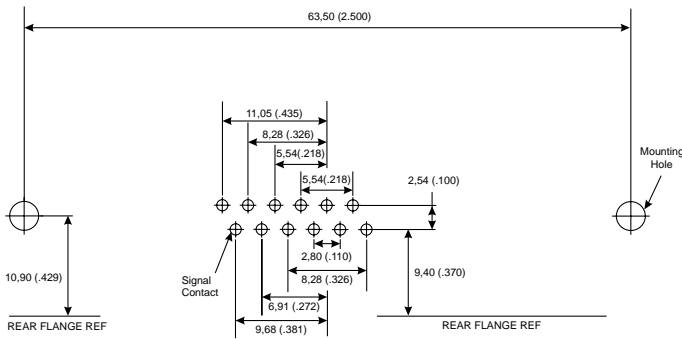 63,50 (2.500)
11,05 (.435)
8,28 (.326)
5,54 (.218)
5,54(.218)
2,54 (.100)
Mounting
Hole
2,80 (.110)
Signal
Contact
8,28 (.326)
10,90 (.429)
9,40 (.370)
6,91 (.272)
9,68 (.381)
REAR FLANGE REF
REAR FLANGE REF